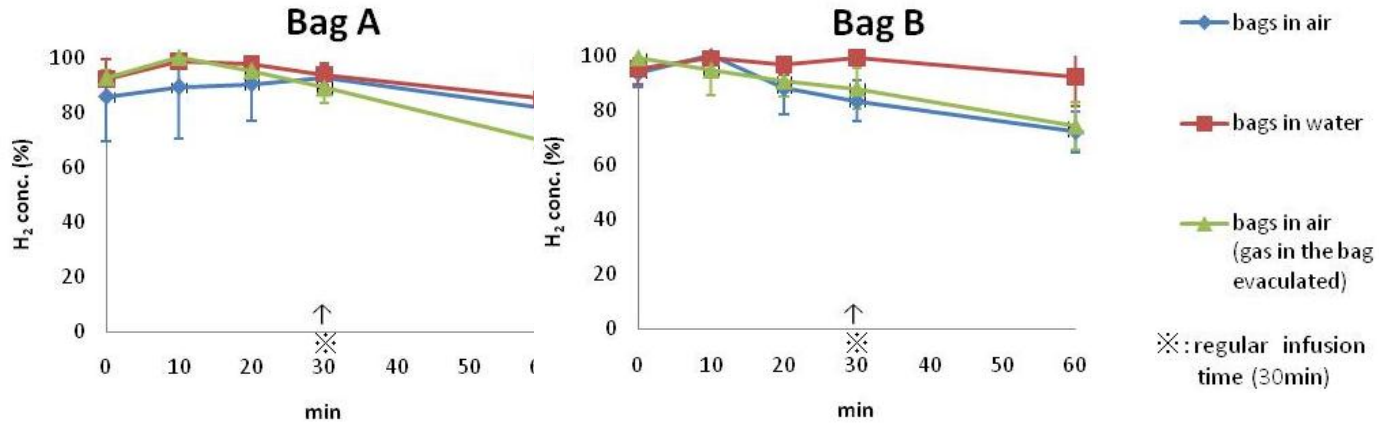 Bag A
H₂ conc. (%)
100
80
60
40
20
0
↑
※
0 10 20 30 40 50
min
Bag B
H₂ conc. (%)
100
80
60
40
20
0
↑
※
0 10 20 30 40 50 60
min
bags in air
bags in water
bags in air
(gas in the bag
evaculated)
※: regular infusion
time (30min)